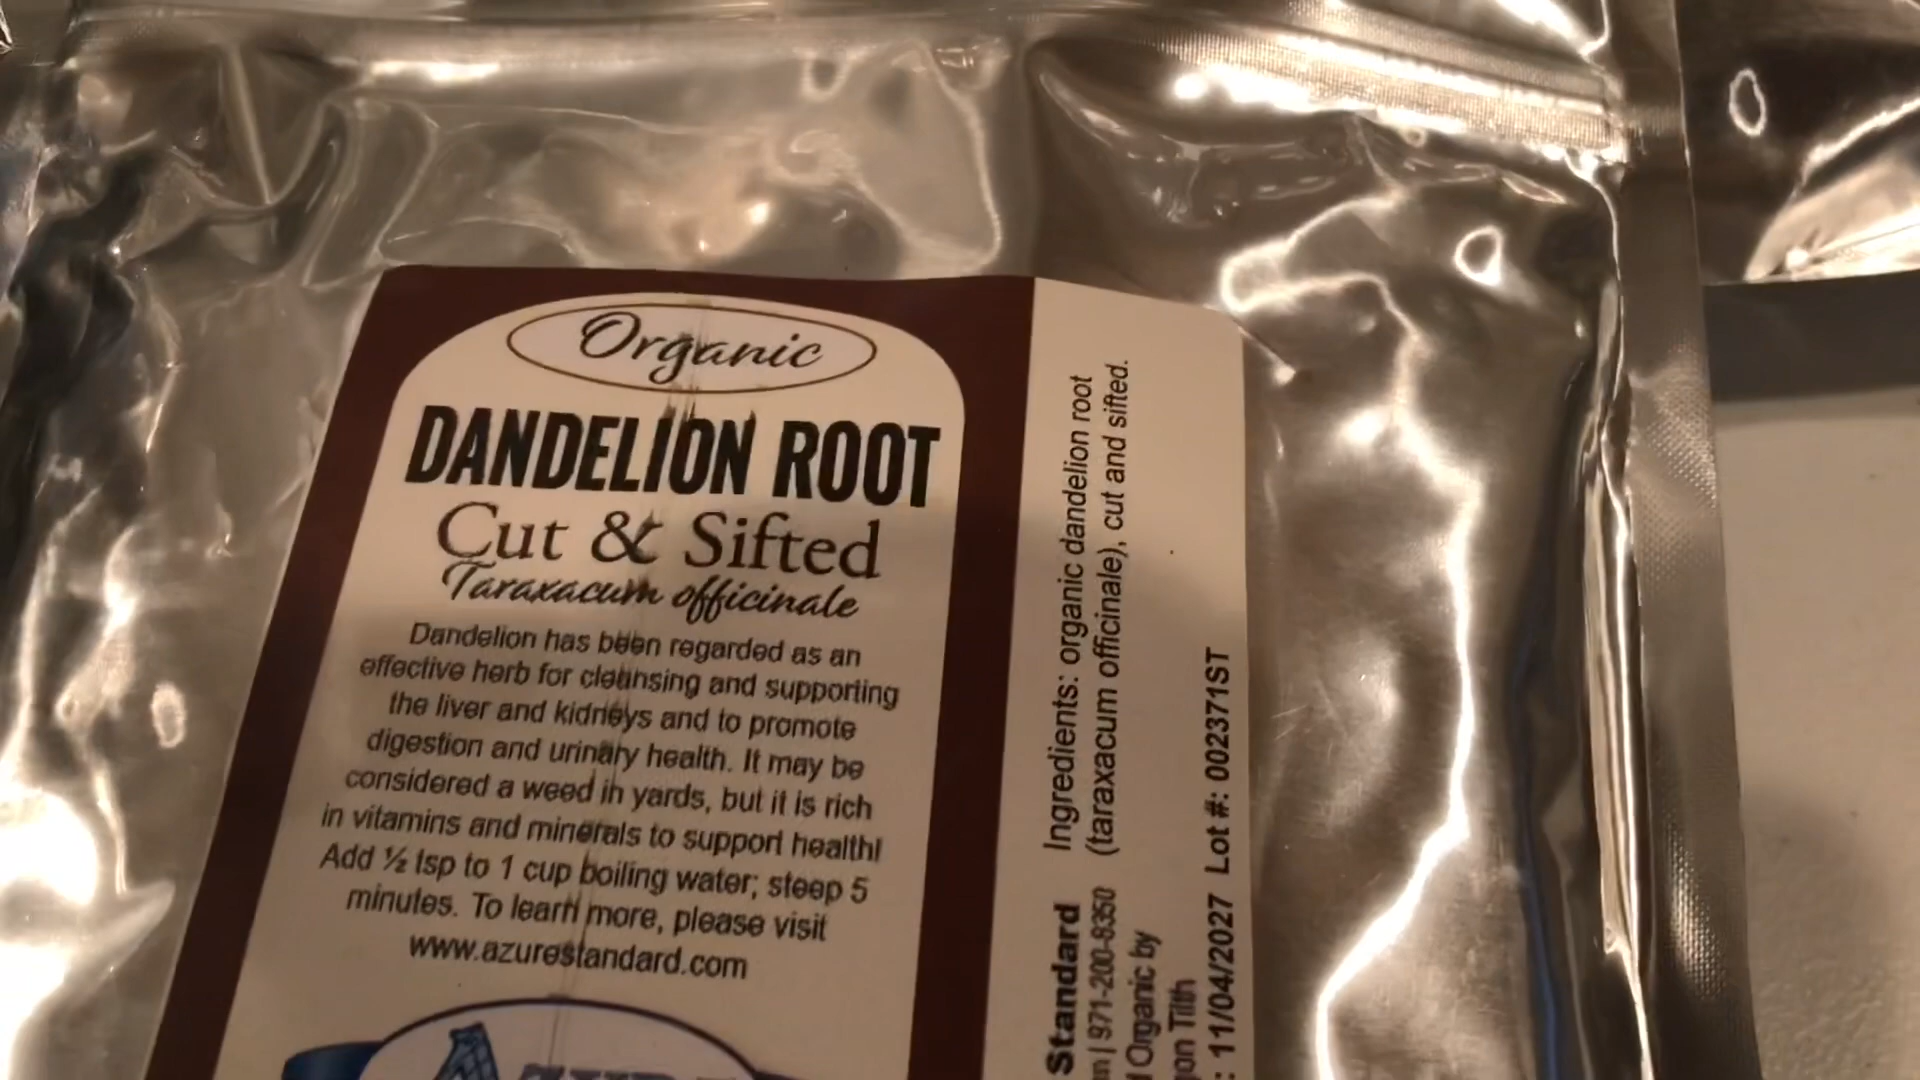 Organic
DANDELION ROOT
Cut & Sifted
Taraxacum officinale
Dandelion has been regarded as an
effective herb for cleansing and supporting
the liver and kidneys and to promote
digestion and urinary health. It may be
considered a weed in yards, but it is rich
in vitamins and minerals to support health!
Add ½ tsp to 1 cup boiling water; steep 5
minutes. To learn more, please visit
www.azurestandard.com
Ingredients: organic dandelion root
(taraxacum officinale), cut and sifted.
Standard
| 971-200-8350
Organic by
Tilth
: 11/04/2027 Lot #: 002371ST